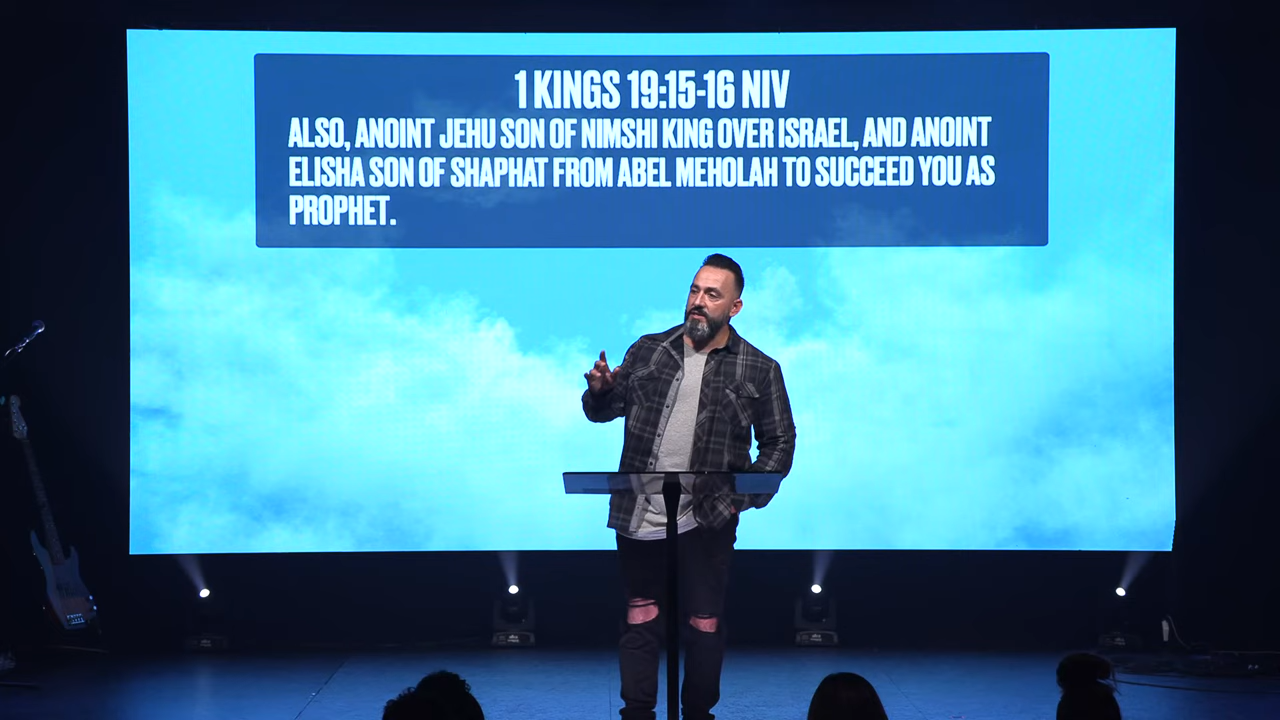 1 KINGS 19:15-16 NIV
ALSO, ANOINT JEHU SON OF NIMSHI KING OVER ISRAEL, AND ANOINT
ELISHA SON OF SHAPHAT FROM ABEL MEHOLAH TO SUCCEED YOU AS
PROPHET.